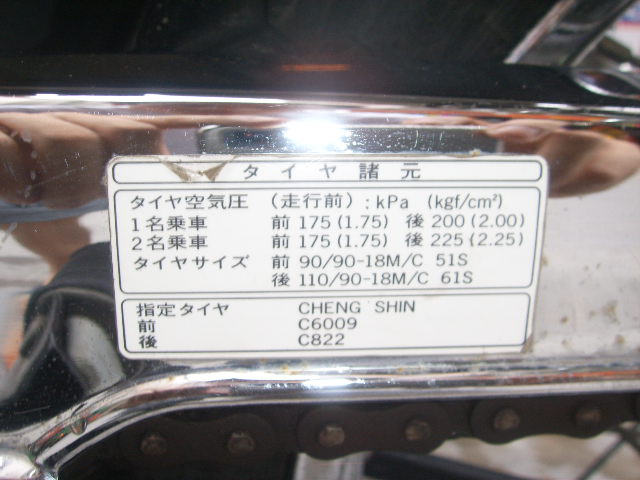 タイヤ諸元
タイヤ空気圧 (走行前):kPa (kgf/cm²)
1名乗車 前 175(1.75) 後 200(2.00)
2名乗車 前 175(1.75) 後 225(2.25)
タイヤサイズ 前 90/90-18M/C 51S
後 110/90-18M/C 61S
指定タイヤ CHENG SHIN
前 C6009
後 C822